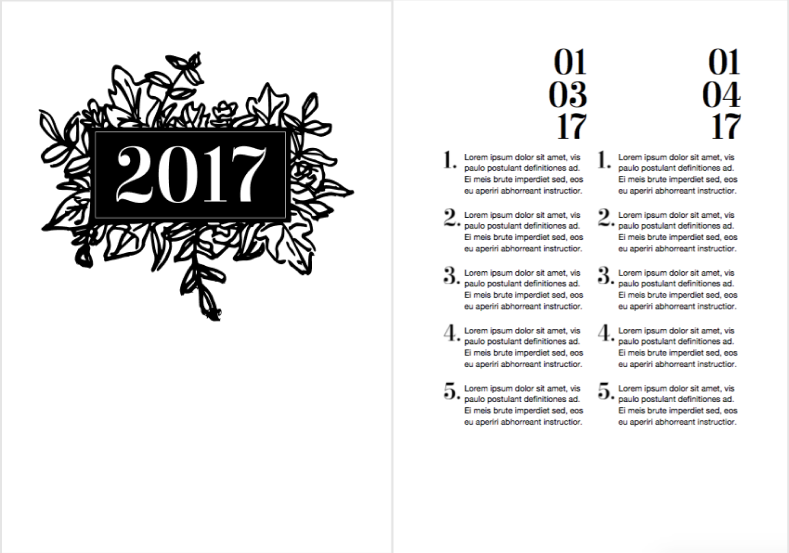 2017
01
03
17
1. Lorem ipsum dolor sit amet, vis
paulo postulant definitiones ad.
Ei meis brute imperdiet sed, eos
eu aperiri abhorreant instructior.
2. Lorem ipsum dolor sit amet, vis
paulo postulant definitiones ad.
Ei meis brute imperdiet sed, eos
eu aperiri abhorreant instructior.
3. Lorem ipsum dolor sit amet, vis
paulo postulant definitiones ad.
Ei meis brute imperdiet sed, eos
eu aperiri abhorreant instructior.
4. Lorem ipsum dolor sit amet, vis
paulo postulant definitiones ad.
Ei meis brute imperdiet sed, eos
eu aperiri abhorreant instructior.
5. Lorem ipsum dolor sit amet, vis
paulo postulant definitiones ad.
Ei meis brute imperdiet sed, eos
eu aperiri abhorreant instructior.
01
04
17
1. Lorem ipsum dolor sit amet, vis
paulo postulant definitiones ad.
Ei meis brute imperdiet sed, eos
eu aperiri abhorreant instructior.
2. Lorem ipsum dolor sit amet, vis
paulo postulant definitiones ad.
Ei meis brute imperdiet sed, eos
eu aperiri abhorreant instructior.
3. Lorem ipsum dolor sit amet, vis
paulo postulant definitiones ad.
Ei meis brute imperdiet sed, eos
eu aperiri abhorreant instructior.
4. Lorem ipsum dolor sit amet, vis
paulo postulant definitiones ad.
Ei meis brute imperdiet sed, eos
eu aperiri abhorreant instructior.
5. Lorem ipsum dolor sit amet, vis
paulo postulant definitiones ad.
Ei meis brute imperdiet sed, eos
eu aperiri abhorreant instructior.